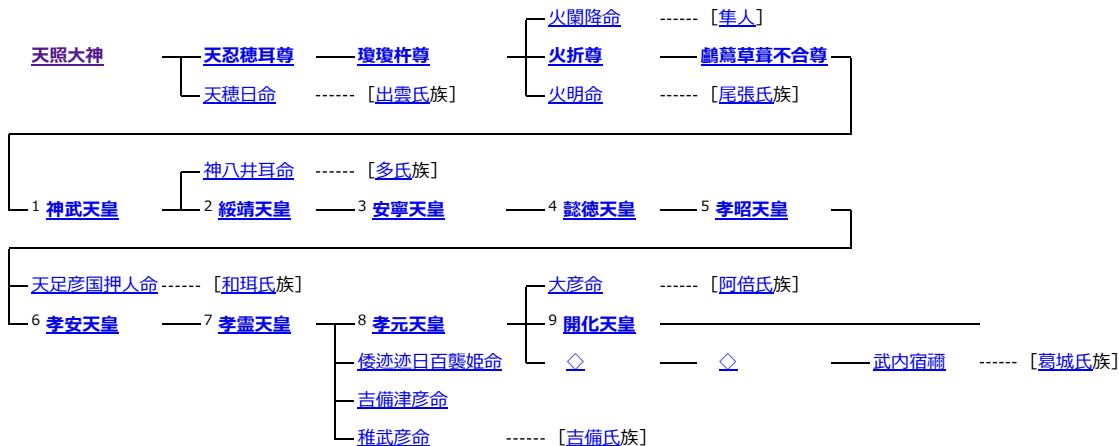 火闌降命 ------ [隼人]
天照大神 天忍穂耳尊 瓊瓊杵尊 火折尊 鸕鶿草葺不合尊
天穂日命 ------ [出雲氏族] 火明命 ------ [尾張氏族]
神八井耳命 ------ [多氏族]
1 神武天皇 2 綏靖天皇 3 安寧天皇 4 懿徳天皇 5 孝昭天皇
天足彦国押人命 ------ [和珥氏族] 大彦命 ------ [阿倍氏族]
6 孝安天皇 7 孝霊天皇 8 孝元天皇 9 開化天皇
倭迹迹日百襲姫命 ◇ ◇ 武内宿禰 ------ [葛城氏族]
吉備津彦命
稚武彦命 ------ [吉備氏族]